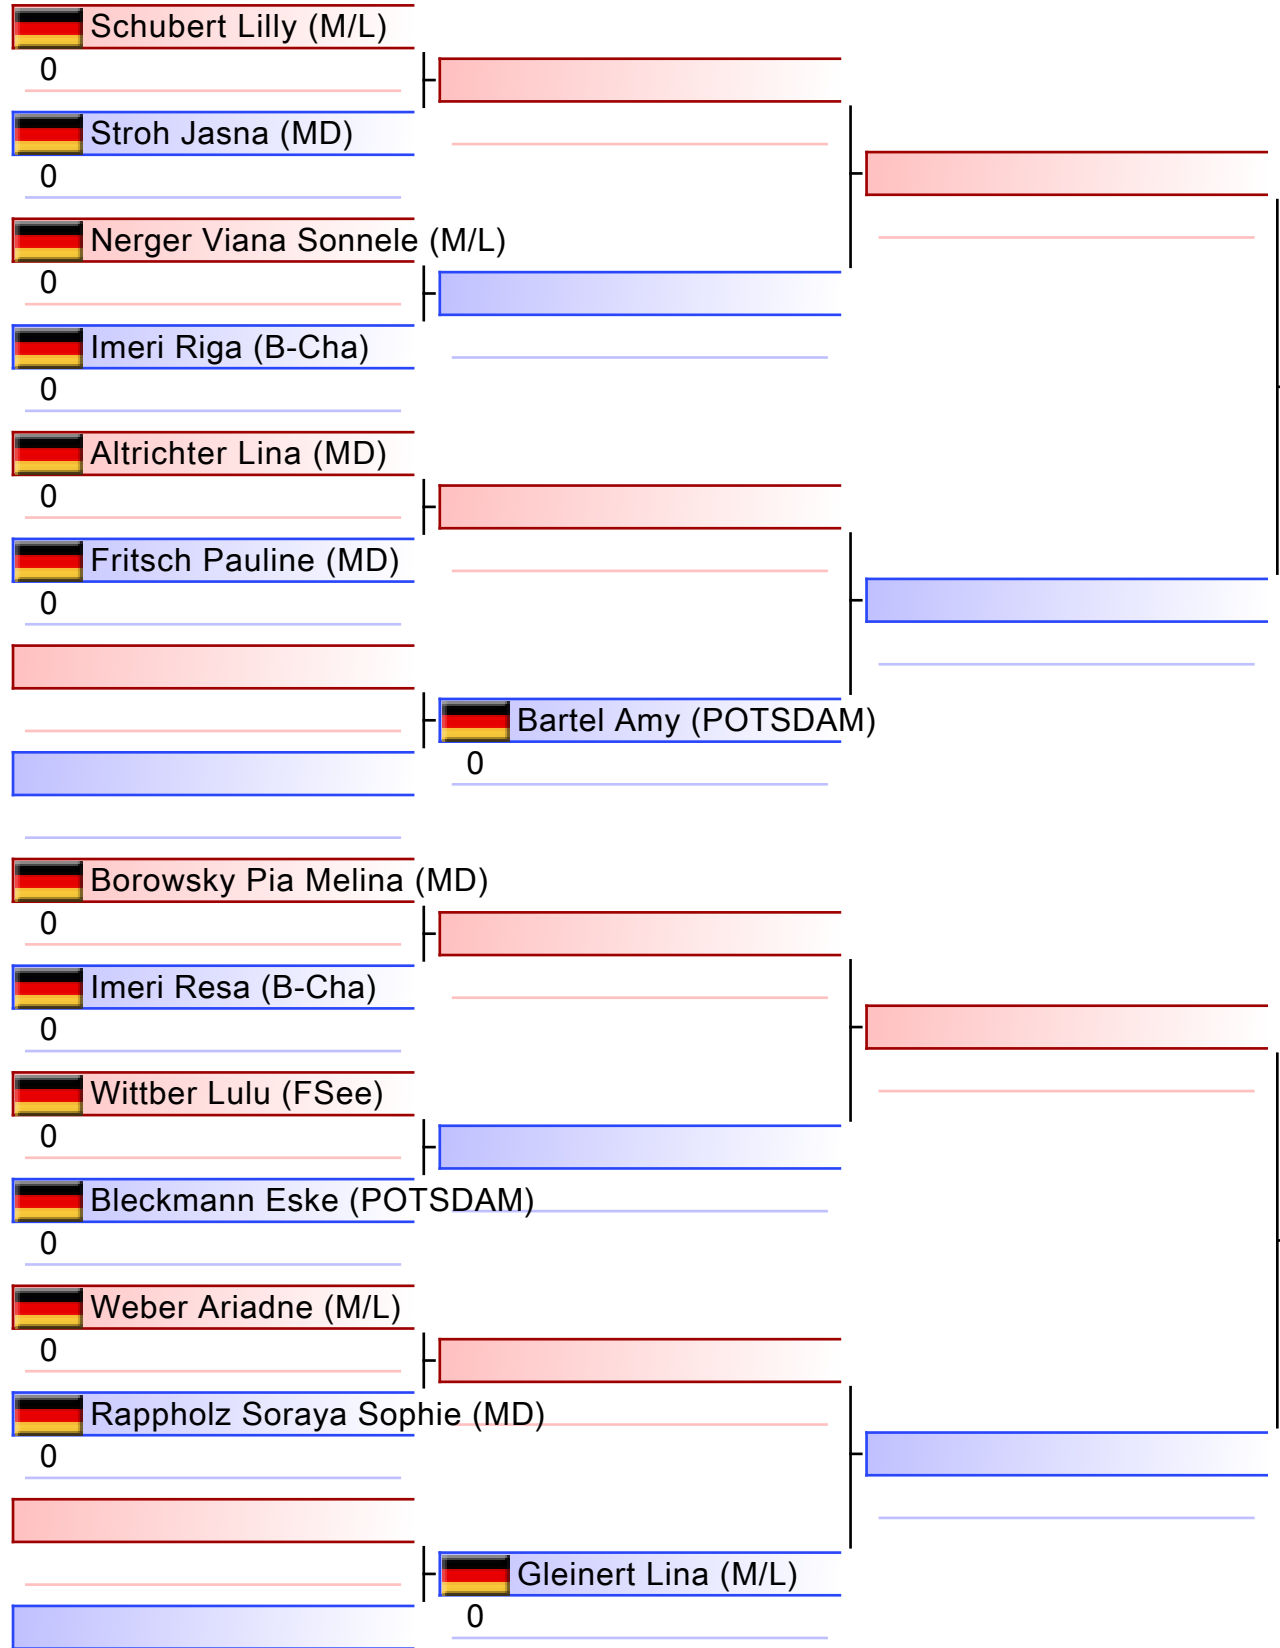 Schubert Lilly (M/L)
0
Stroh Jasna (MD)
0
Nerger Viana Sonnele (M/L)
0
Imeri Riga (B-Cha)
0
Altrichter Lina (MD)
0
Fritsch Pauline (MD)
0
Bartel Amy (POTSDAM)
0
Borowsky Pia Melina (MD)
0
Imeri Resa (B-Cha)
0
Wittber Lulu (FSee)
0
Bleckmann Eske (POTSDAM)
0
Weber Ariadne (M/L)
0
Rappholz Soraya Sophie (MD)
0
Gleinert Lina (M/L)
0